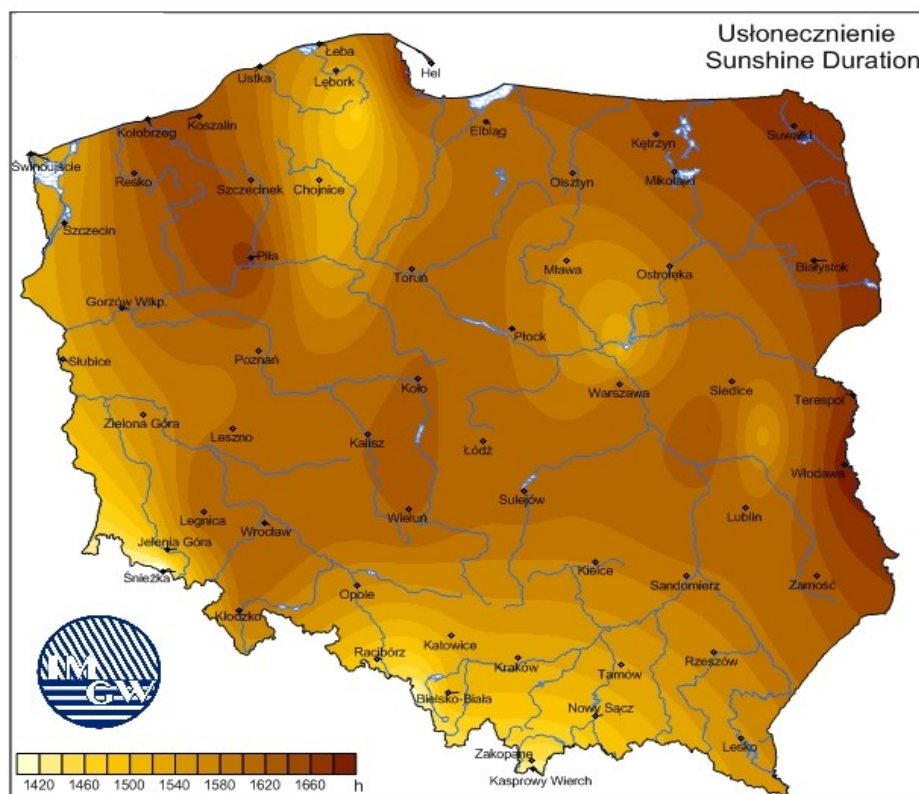 Usłonecznienie
Sunshine Duration
Łeba
Ustka
Lębork
Hel
Kołobrzeg
Koszalin
Elbląg
Kętrzyn
Suwałki
Świnoujście
Resko
Szczecinek
Chojnice
Olsztyn
Mikołajki
Szczecin
Piła
Toruń
Mława
Ostrołęka
Białystok
Gorzów Wlkp.
Płock
Słubice
Poznań
Koło
Warszawa
Siedlce
Terespol
Zielona Góra
Leszno
Kalisz
Łódź
Włodawa
Sulejów
Legnica
Wrocław
Wieluń
Lublin
Jelenia Góra
Śnieżka
Kielce
Sandomierz
Zamość
Kłodzko
Opole
Racibórz
Katowice
Kraków
Tarnów
Rzeszów
Bielsko-Biała
Nowy Sącz
Lesko
Zakopane
Kasprowy Wierch
IM
GW
1420 1460 1500 1540 1580 1620 1660 h